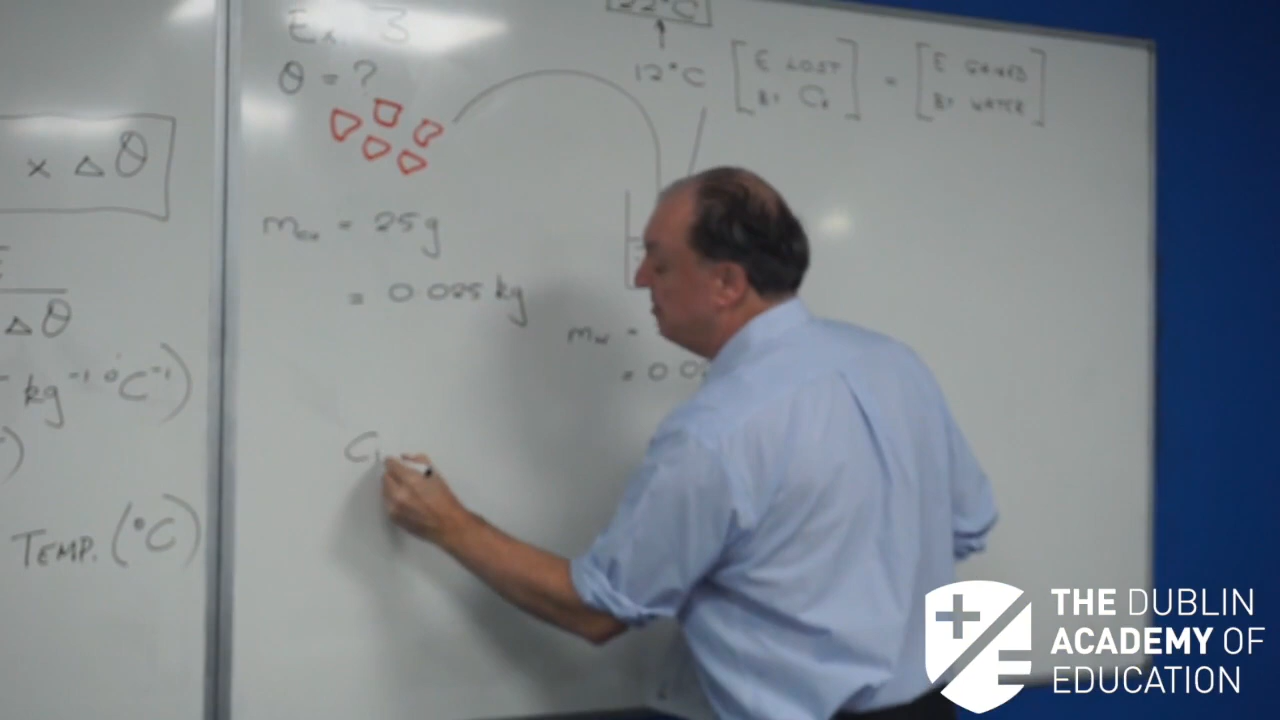 x Δθ
Δθ
kg⁻¹ °C⁻¹)
)
TEMP. (°C)
Ex. 3
θ = ?
22°C
12°C
[E LOST BY Cu] = [E GAINED BY WATER]
= 25g
= 0.025 kg
THE DUBLIN
ACADEMY OF
EDUCATION